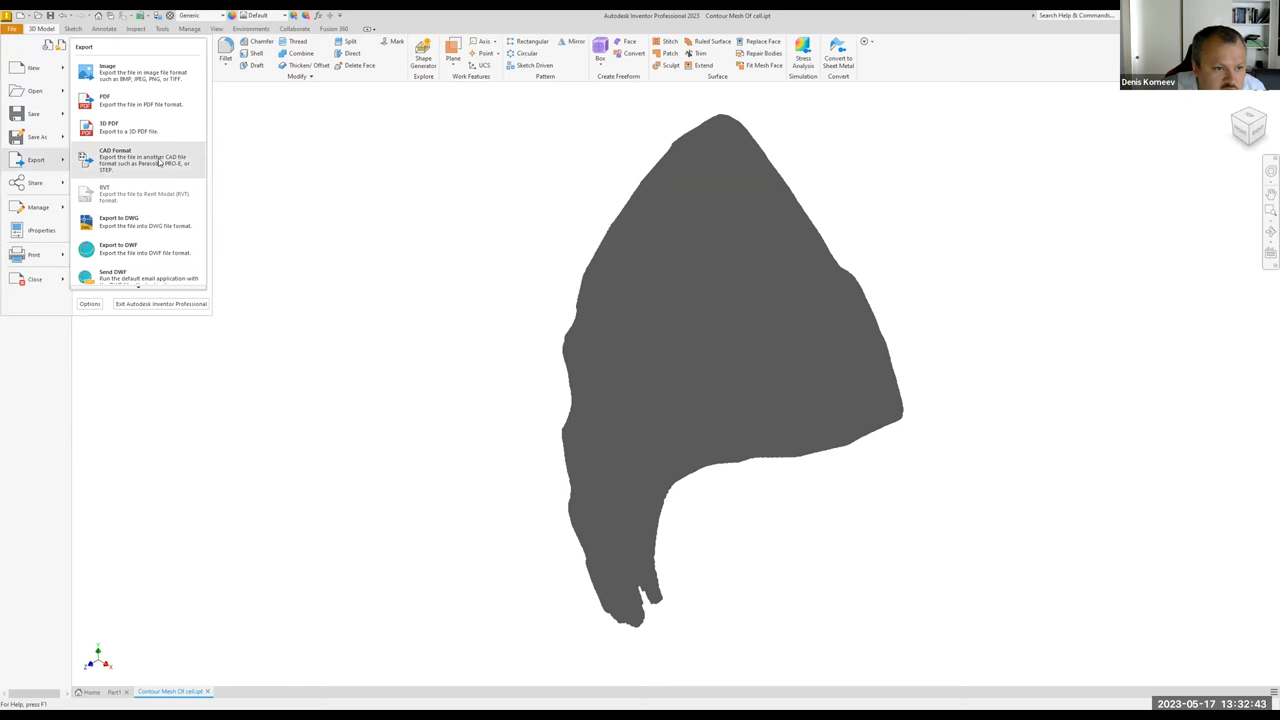 Generic
Default
Autodesk Inventor Professional 2023 Contour Mesh Of cell.ipt
Search Help & Commands...
File 3D Model Sketch Annotate Inspect Tools Manage View Environments Collaborate Fusion 360
Export
New
Open
Save
Save As
Export
Share
Manage
iProperties
Print
Close
Image
Export the file in image file format
such as BMP, JPEG, PNG, or TIFF.
PDF
Export the file in PDF file format.
3D PDF
Export to a 3D PDF file.
CAD Format
Export the file in another CAD file
format such as Parasolid, PRO-E, or
STEP.
RVT
Export the file to Revit Model (RVT)
format.
Export to DWG
Export the file into DWG file format.
Export to DWF
Export the file into DWF file format.
Send DWF
Run the default email application with
Options
Exit Autodesk Inventor Professional
Fillet
Chamfer Thread Split Mark
Shell Combine Direct
Draft Thicken/ Offset Delete Face
Modify
Shape
Generator
Explore
Plane
Axis
Point
UCS
Work Features
Rectangular Mirror
Circular
Sketch Driven
Pattern
Box
Face
Convert
Create Freeform
Stitch Ruled Surface Replace Face
Patch Trim Repair Bodies
Sculpt Extend Fit Mesh Face
Surface
Stress
Analysis
Simulation
Convert to
Sheet Metal
Convert
Denis Korneev
Home Part1 Contour Mesh Of cell.ipt
For Help, press F1
2023-05-17 13:32:43
Y
Z
X